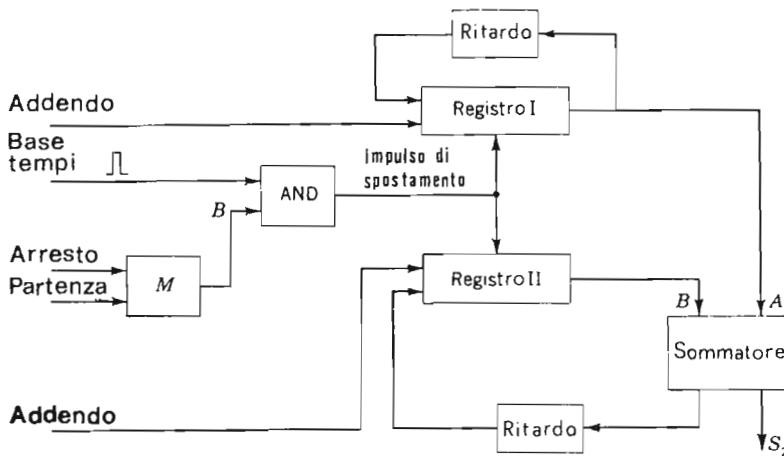 Ritardo
Addendo
Registro I
Base
tempi
impulso di
spostamento
AND
B
Arresto
Partenza
M
Registro II
B
A
Sommatore
Addendo
Ritardo